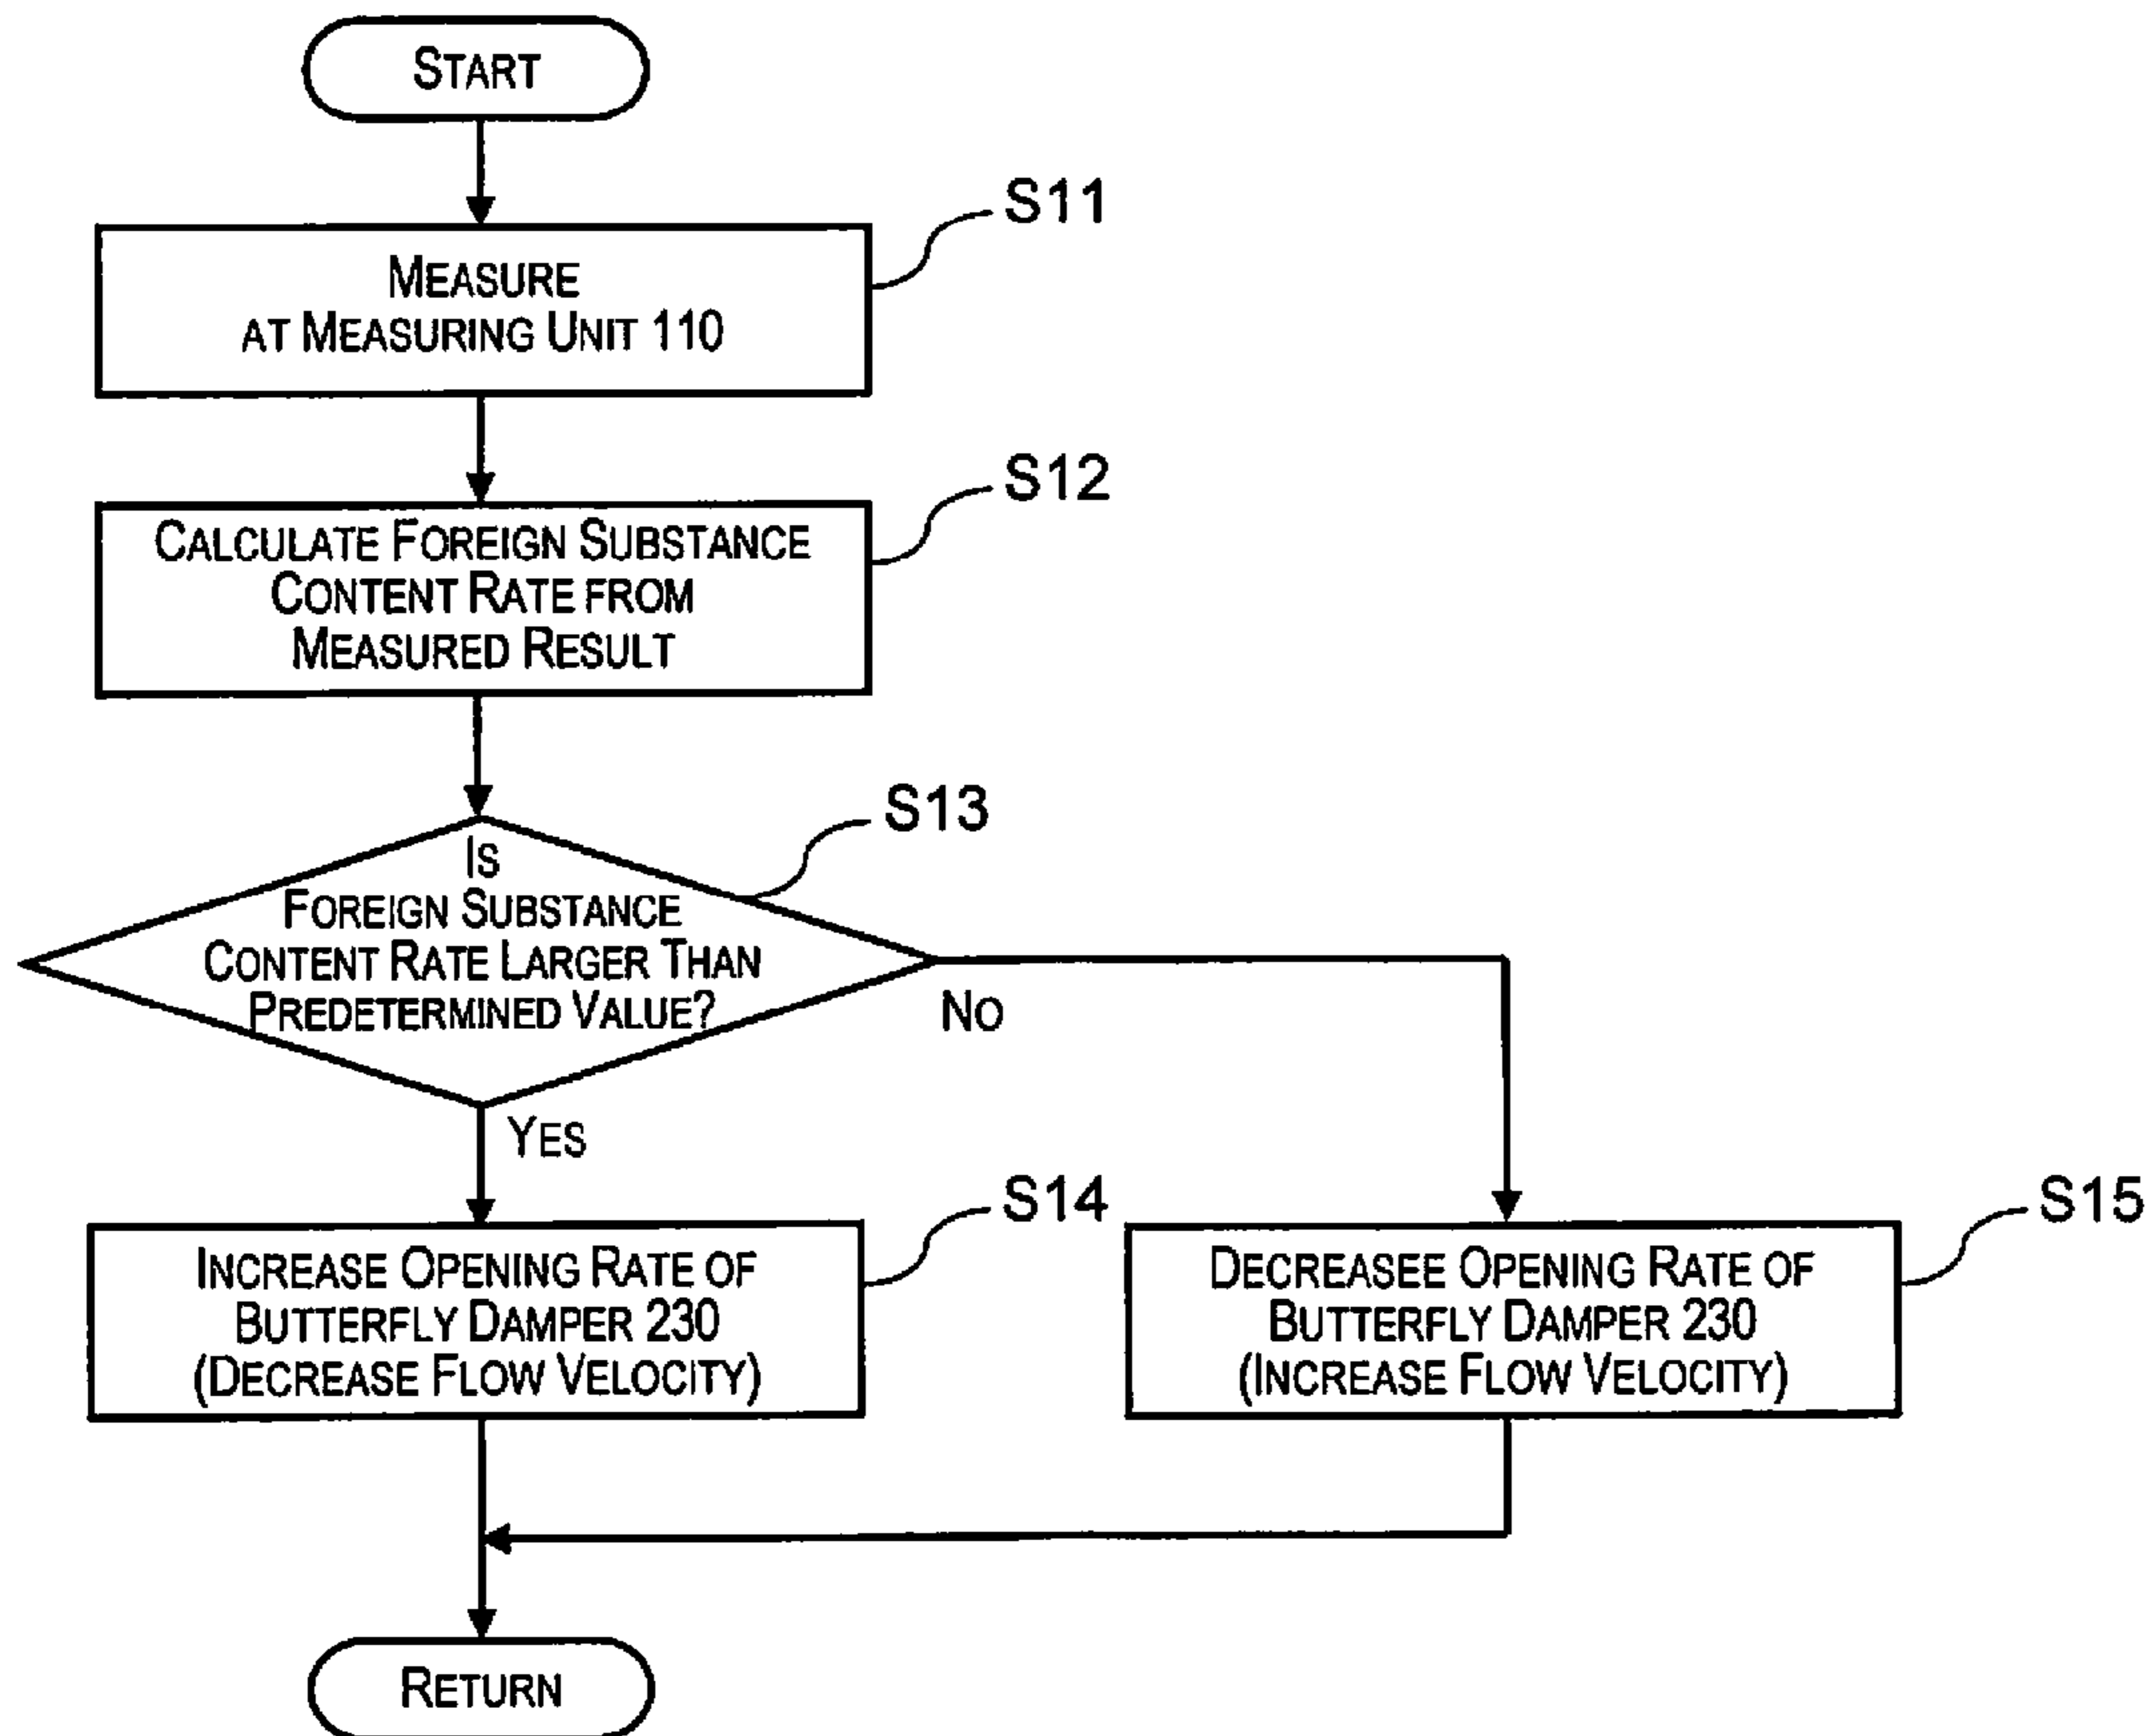 START
S11
MEASURE
AT MEASURING UNIT 110
S12
CALCULATE FOREIGN SUBSTANCE
CONTENT RATE FROM
MEASURED RESULT
S13
IS
FOREIGN SUBSTANCE
CONTENT RATE LARGER THAN
PREDETERMINED VALUE?
NO
YES
S14
INCREASE OPENING RATE OF
BUTTERFLY DAMPER 230
(DECREASE FLOW VELOCITY)
S15
DECREASEE OPENING RATE OF
BUTTERFLY DAMPER 230
(INCREASE FLOW VELOCITY)
RETURN